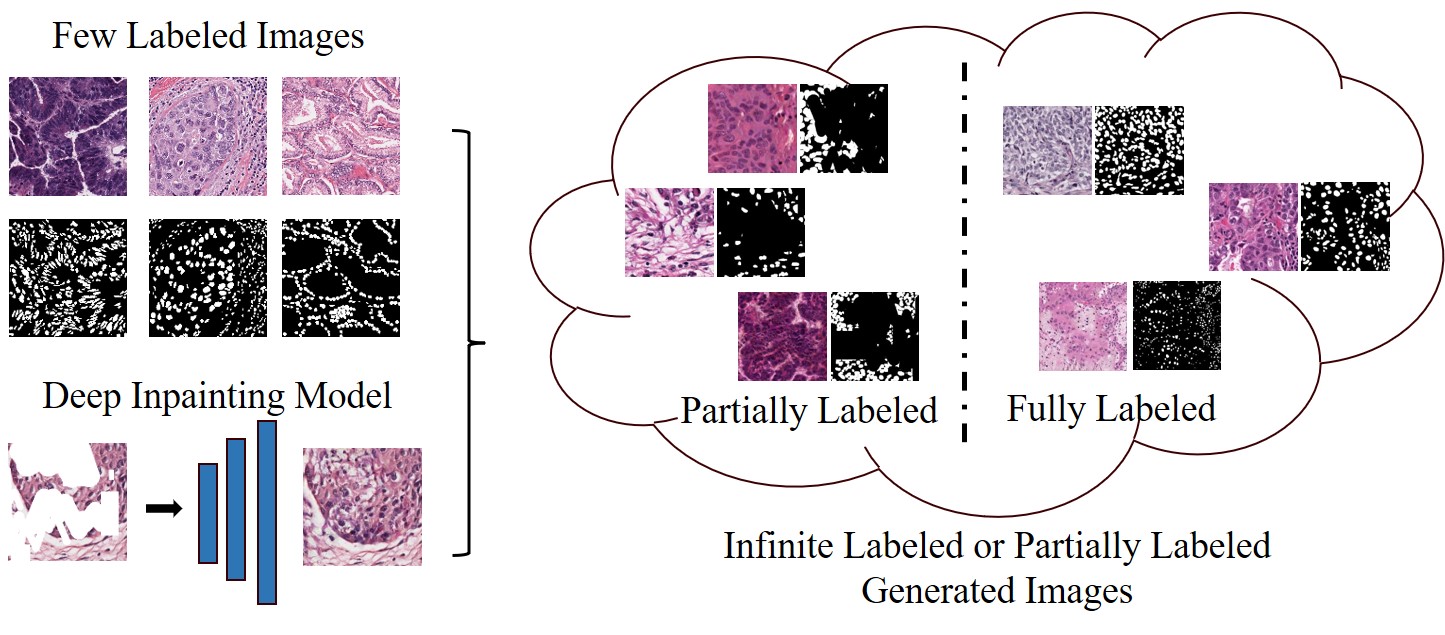 Few Labeled Images
Deep Inpainting Model
Partially Labeled
Fully Labeled
Infinite Labeled or Partially Labeled
Generated Images